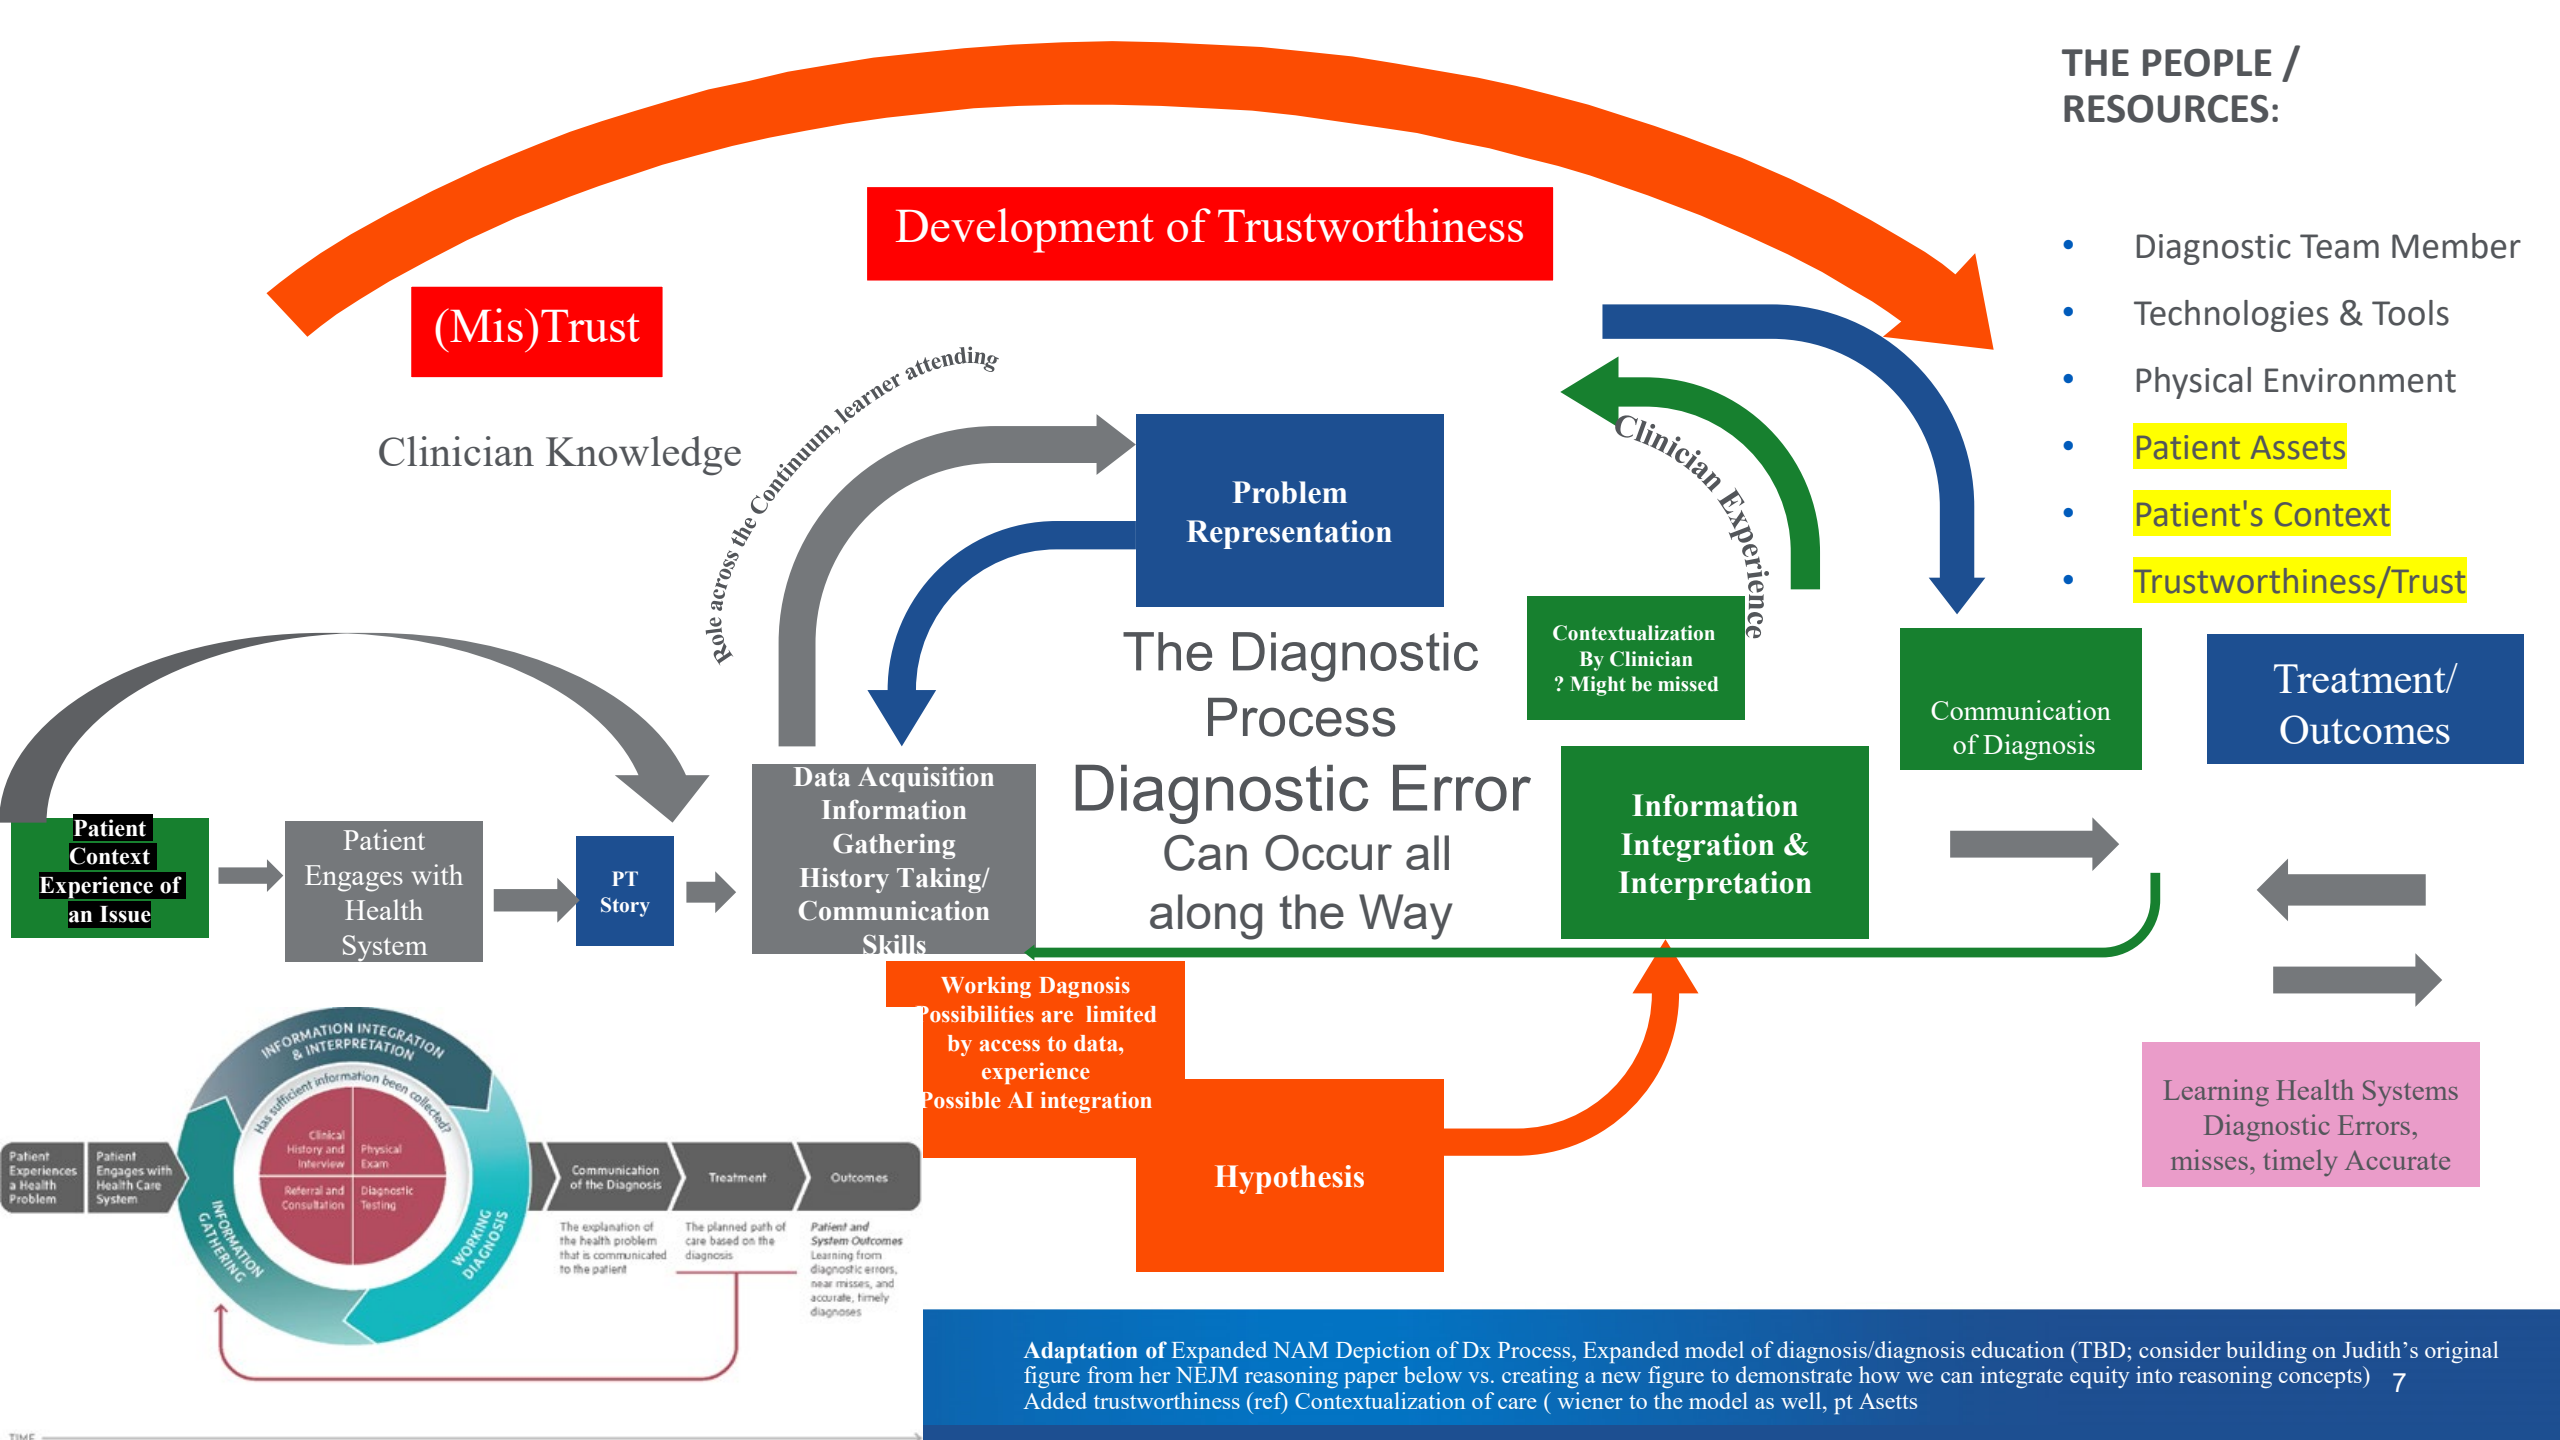 THE PEOPLE /
RESOURCES:
Development of Trustworthiness
(Mis)Trust
Clinician Knowledge
Role across the Continuum, learner attending
Clinician Experience
• Diagnostic Team Member
• Technologies & Tools
• Physical Environment
• Patient Assets
• Patient's Context
• Trustworthiness/Trust
Problem
Representation
The Diagnostic
Process
Diagnostic Error
Can Occur all
along the Way
Contextualization
By Clinician
? Might be missed
Communication
of Diagnosis
Treatment/
Outcomes
Patient
Context
Experience of
an Issue
Patient
Engages with
Health
System
PT
Story
Data Acquisition
Information
Gathering
History Taking/
Communication
Skills
Information
Integration &
Interpretation
Working Dagnosis
Possibilities are limited
by access to data,
experience
Possible AI integration
Hypothesis
Learning Health Systems
Diagnostic Errors,
misses, timely Accurate
INFORMATION INTEGRATION
& INTERPRETATION
Has sufficient information been collected?
Clinical
History and
Interview
Physical
Exam
Referral and
Consultation
Diagnostic
Testing
INFORMATION
GATHERING
WORKING
DIAGNOSIS
Patient
Experiences
a Health
Problem
Patient
Engages with
Health Care
System
Communication
of the Diagnosis
Treatment
Outcomes
The explanation of
the health problem
that is communicated
to the patient
The planned path of
care based on the
diagnosis
Patient and
System Outcomes
Learning from
diagnostic errors,
near misses, and
accurate, timely
diagnoses
TIME
Adaptation of Expanded NAM Depiction of Dx Process, Expanded model of diagnosis/diagnosis education (TBD; consider building on Judith’s original
figure from her NEJM reasoning paper below vs. creating a new figure to demonstrate how we can integrate equity into reasoning concepts)
Added trustworthiness (ref) Contextualization of care ( wiener to the model as well, pt Asetts
7